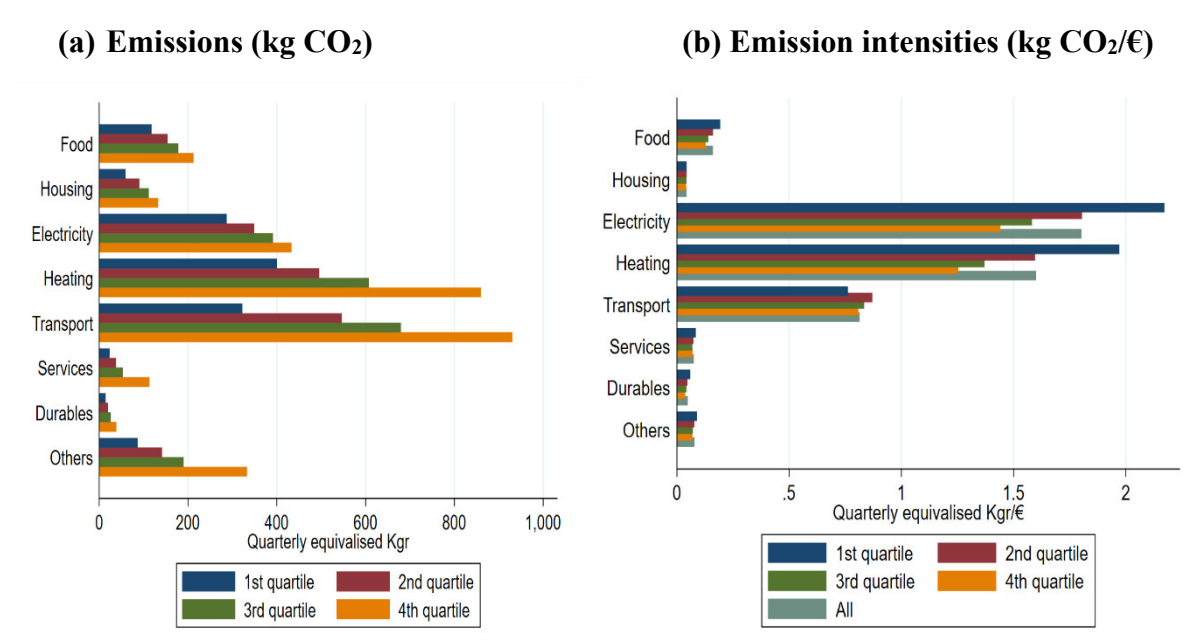 (a) Emissions (kg CO₂)
Food
Housing
Electricity
Heating
Transport
Services
Durables
Others
0 200 400 600 800 1,000
Quarterly equivalised Kgr
1st quartile 2nd quartile
3rd quartile 4th quartile
(b) Emission intensities (kg CO₂/€)
Food
Housing
Electricity
Heating
Transport
Services
Durables
Others
0 .5 1 1.5 2
Quarterly equivalised Kgr/€
1st quartile 2nd quartile
3rd quartile 4th quartile
All